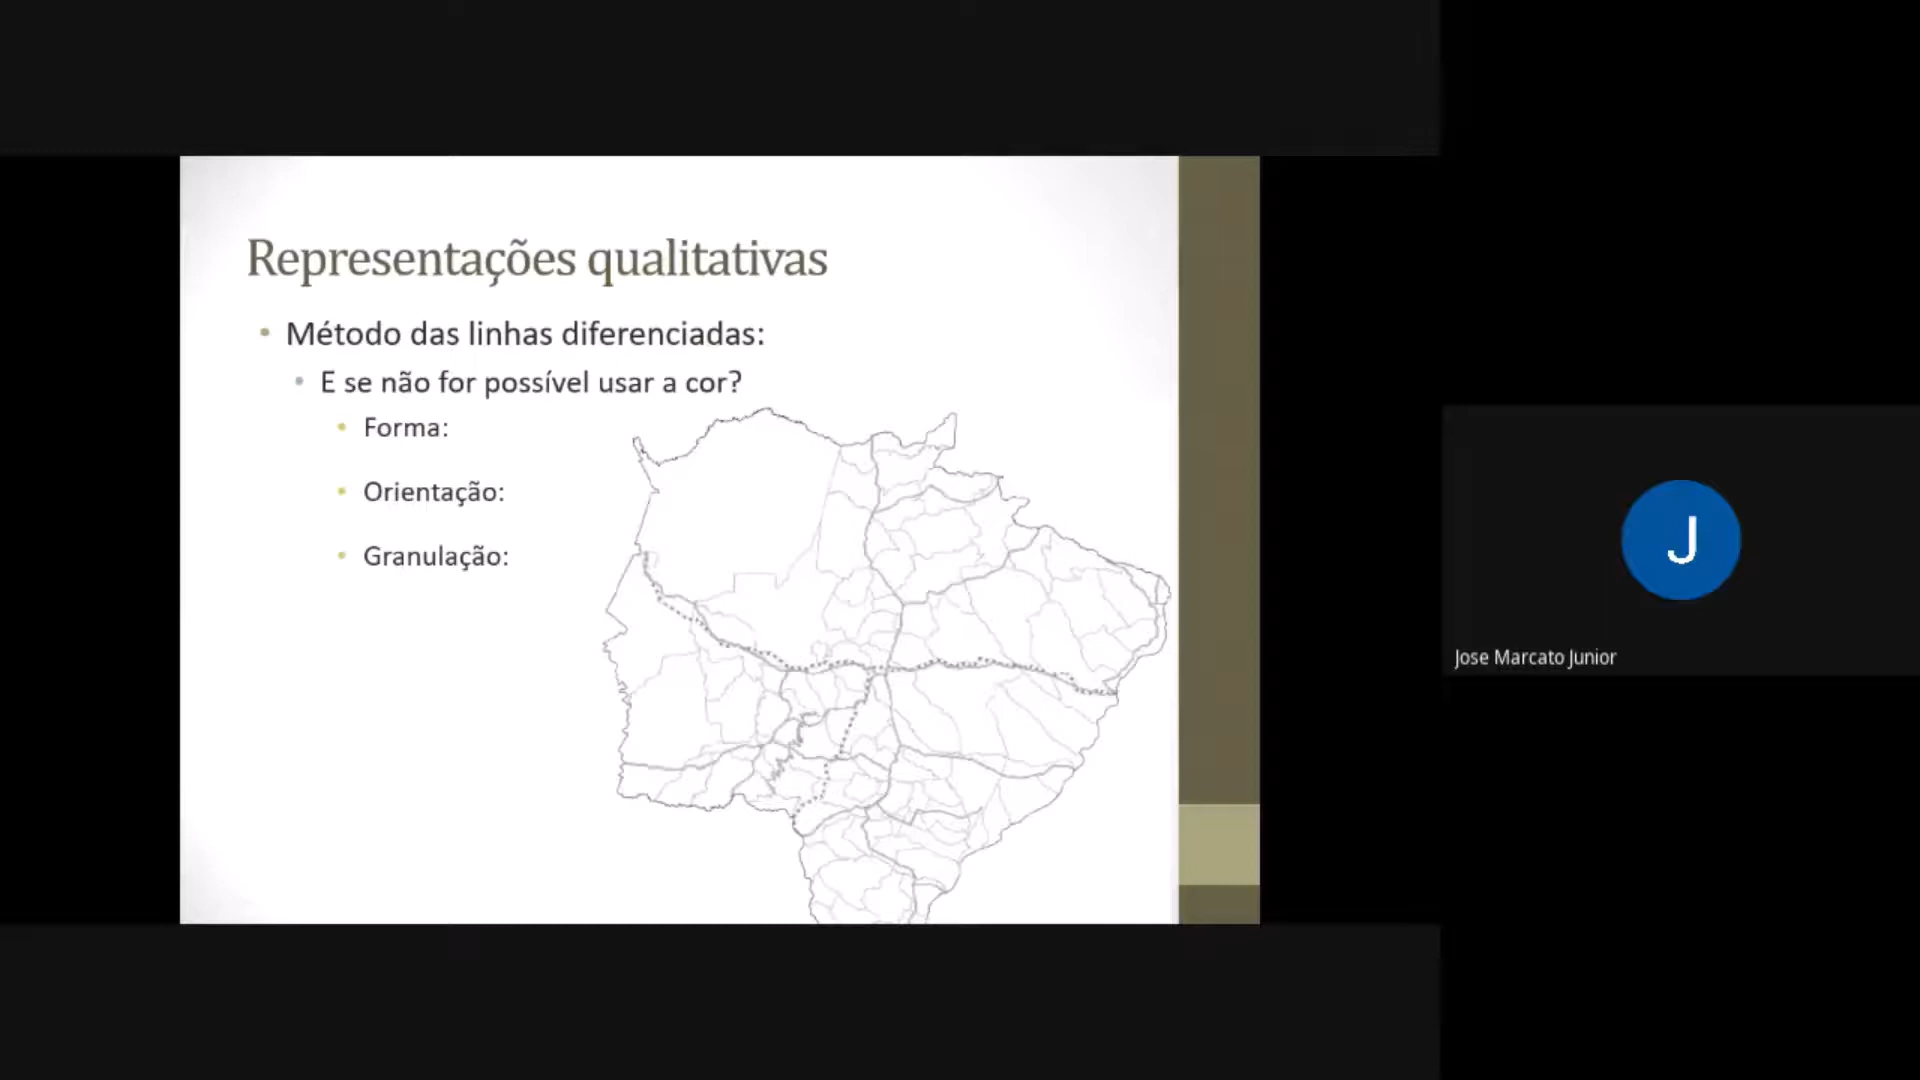 Representações qualitativas
• Método das linhas diferenciadas:
• E se não for possível usar a cor?
• Forma:
• Orientação:
• Granulação:
J
Jose Marcato Junior